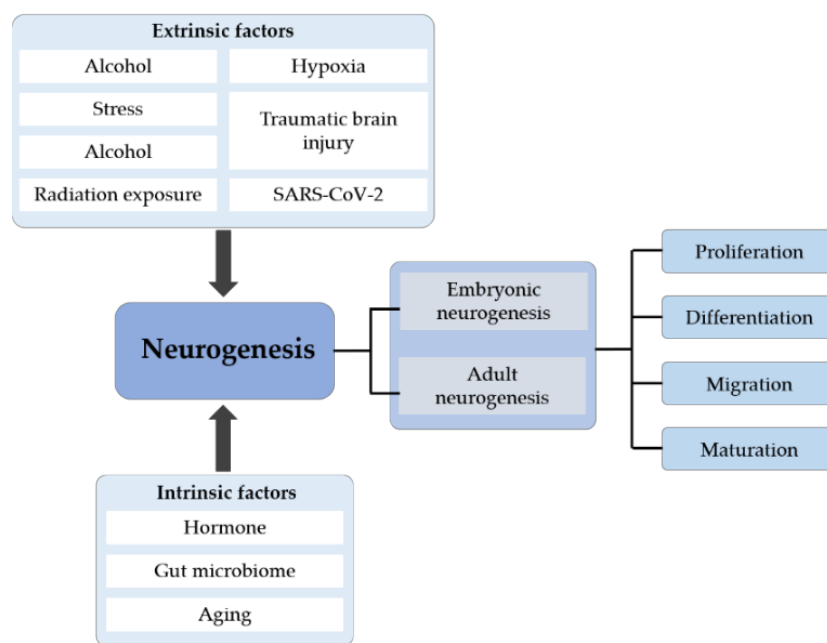 Extrinsic factors
Alcohol
Hypoxia
Stress
Traumatic brain
injury
Alcohol
Radiation exposure
SARS-CoV-2
Neurogenesis
Embryonic
neurogenesis
Adult
neurogenesis
Proliferation
Differentiation
Migration
Maturation
Intrinsic factors
Hormone
Gut microbiome
Aging